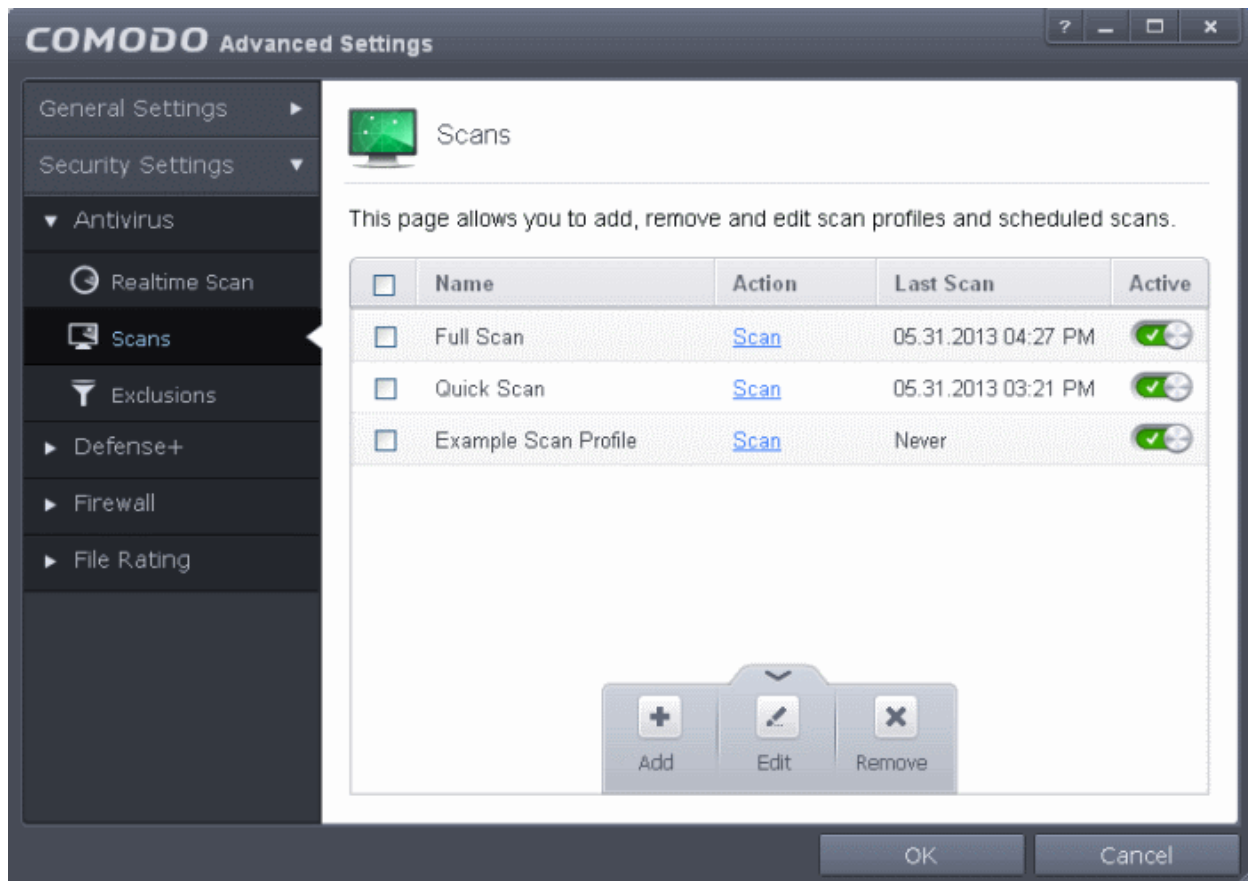 COMODO Advanced Settings
?
General Settings
Security Settings
Antivirus
Realtime Scan
Scans
Exclusions
Defense+
Firewall
File Rating
Scans
This page allows you to add, remove and edit scan profiles and scheduled scans.
Name Action Last Scan Active
Full Scan Scan 05.31.2013 04:27 PM
Quick Scan Scan 05.31.2013 03:21 PM
Example Scan Profile Scan Never
Add Edit Remove
OK Cancel